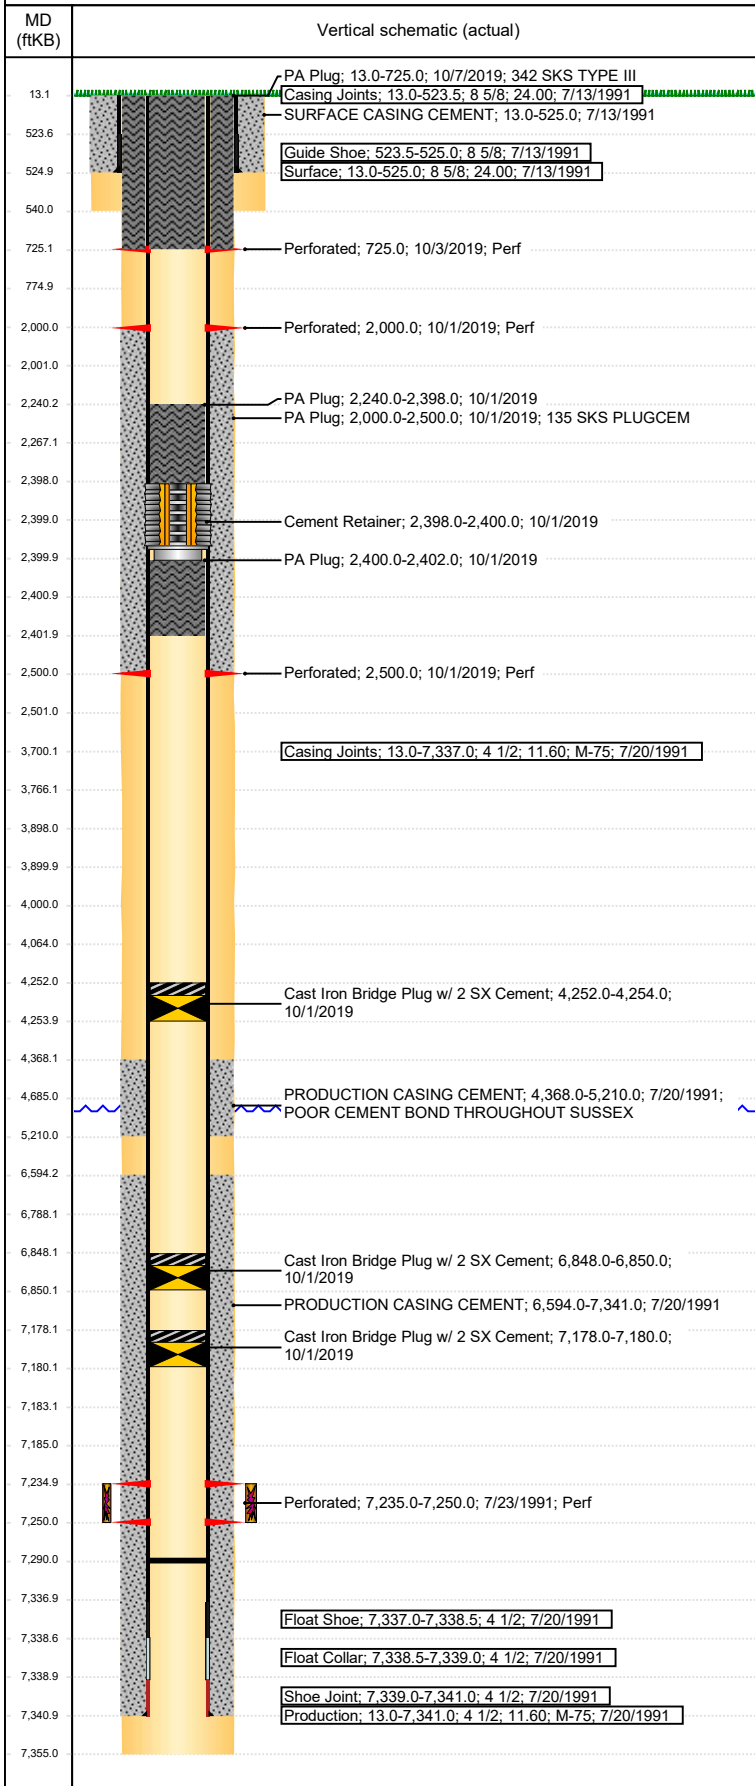 MD
(ftKB)
Vertical schematic (actual)
PA Plug; 13.0-725.0; 10/7/2019; 342 SKS TYPE III
13.1
Casing Joints; 13.0-523.5; 8 5/8; 24.00; 7/13/1991
SURFACE CASING CEMENT; 13.0-525.0; 7/13/1991
523.6
Guide Shoe; 523.5-525.0; 8 5/8; 7/13/1991
524.9
Surface; 13.0-525.0; 8 5/8; 24.00; 7/13/1991
540.0
725.1
Perforated; 725.0; 10/3/2019; Perf
774.9
2,000.0
Perforated; 2,000.0; 10/1/2019; Perf
2,001.0
2,240.2
PA Plug; 2,240.0-2,398.0; 10/1/2019
PA Plug; 2,000.0-2,500.0; 10/1/2019; 135 SKS PLUGCEM
2,267.1
2,398.0
2,399.0
Cement Retainer; 2,398.0-2,400.0; 10/1/2019
2,399.9
PA Plug; 2,400.0-2,402.0; 10/1/2019
2,400.9
2,401.9
2,500.0
Perforated; 2,500.0; 10/1/2019; Perf
2,501.0
3,700.1
Casing Joints; 13.0-7,337.0; 4 1/2; 11.60; M-75; 7/20/1991
3,766.1
3,898.0
3,899.9
4,000.0
4,064.0
4,252.0
Cast Iron Bridge Plug w/ 2 SX Cement; 4,252.0-4,254.0;
10/1/2019
4,253.9
4,368.1
4,685.0
PRODUCTION CASING CEMENT; 4,368.0-5,210.0; 7/20/1991;
POOR CEMENT BOND THROUGHOUT SUSSEX
5,210.0
6,594.2
6,788.1
6,848.1
Cast Iron Bridge Plug w/ 2 SX Cement; 6,848.0-6,850.0;
10/1/2019
6,850.1
PRODUCTION CASING CEMENT; 6,594.0-7,341.0; 7/20/1991
7,178.1
Cast Iron Bridge Plug w/ 2 SX Cement; 7,178.0-7,180.0;
10/1/2019
7,180.1
7,183.1
7,185.0
7,234.9
Perforated; 7,235.0-7,250.0; 7/23/1991; Perf
7,250.0
7,290.0
7,336.9
Float Shoe; 7,337.0-7,338.5; 4 1/2; 7/20/1991
7,338.6
Float Collar; 7,338.5-7,339.0; 4 1/2; 7/20/1991
7,338.9
Shoe Joint; 7,339.0-7,341.0; 4 1/2; 7/20/1991
7,340.9
Production; 13.0-7,341.0; 4 1/2; 11.60; M-75; 7/20/1991
7,355.0